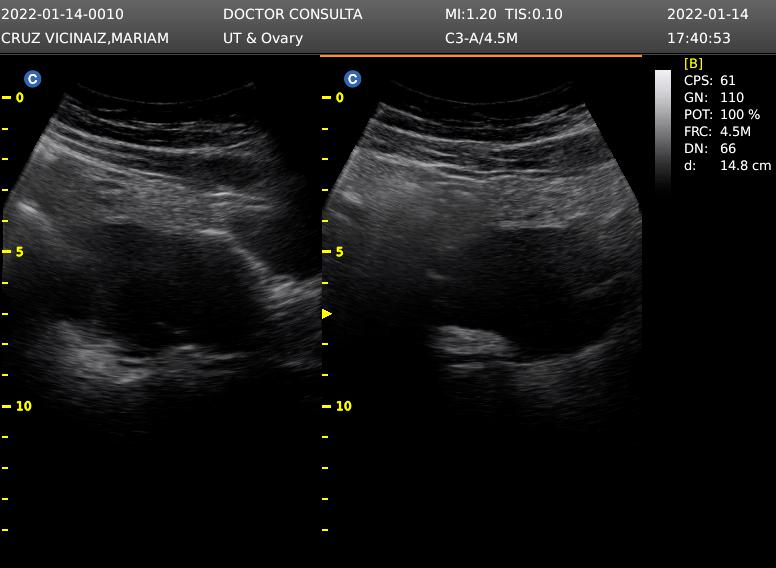 2022-01-14-0010 DOCTOR CONSULTA MI:1.20 TIS:0.10 2022-01-14
CRUZ VICINAIZ,MARIAM UT & Ovary C3-A/4.5M 17:40:53
[B]
CPS: 61
GN: 110
POT: 100 %
FRC: 4.5M
DN: 66
d: 14.8 cm
C C
0 0
5 5
10 10